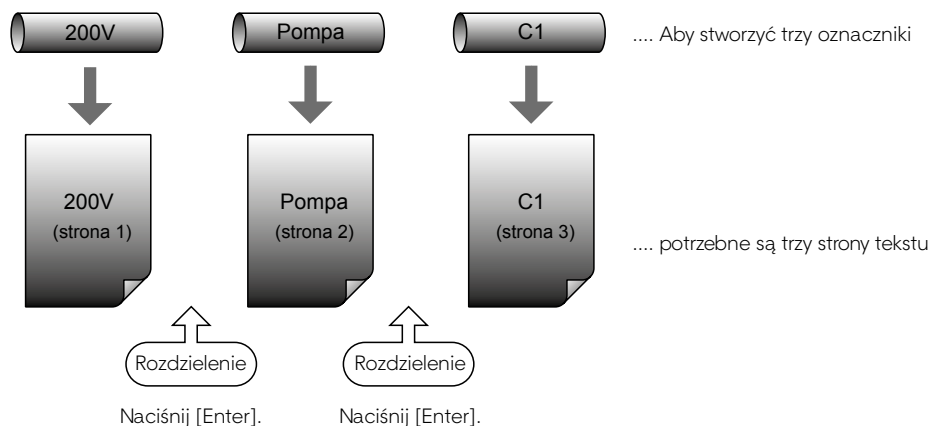 200V Pompa C1 .... Aby stworzyć trzy oznaczniki
200V Pompa C1
(strona 1) (strona 2) (strona 3)
.... potrzebne są trzy strony tekstu
Rozdzielenie Rozdzielenie
Naciśnij [Enter]. Naciśnij [Enter].